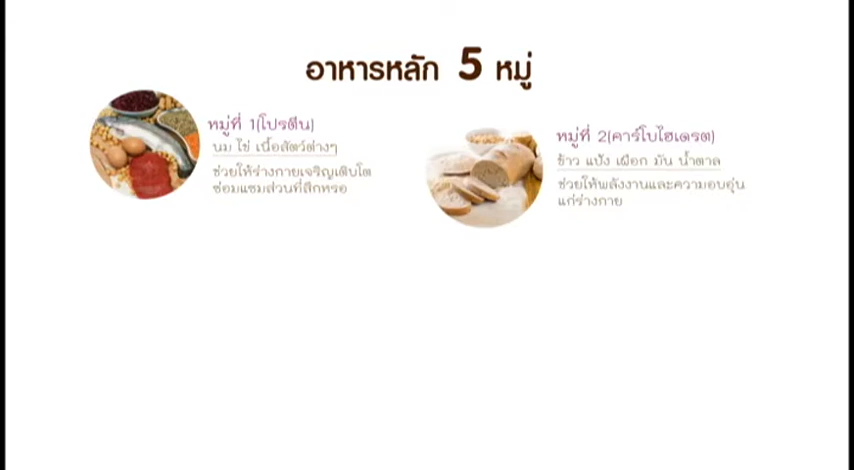 อาหารหลัก 5 หมู่
หมู่ที่ 1(โปรตีน)
นม ไข่ เนื้อสัตว์ต่างๆ
ช่วยให้ร่างกายเจริญเติบโต
ซ่อมแซมส่วนที่สึกหรอ
หมู่ที่ 2(คาร์โบไฮเดรต)
ข้าว แป้ง เผือก มัน น้ำตาล
ช่วยให้พลังงานและความอบอุ่น
แก่ร่างกาย